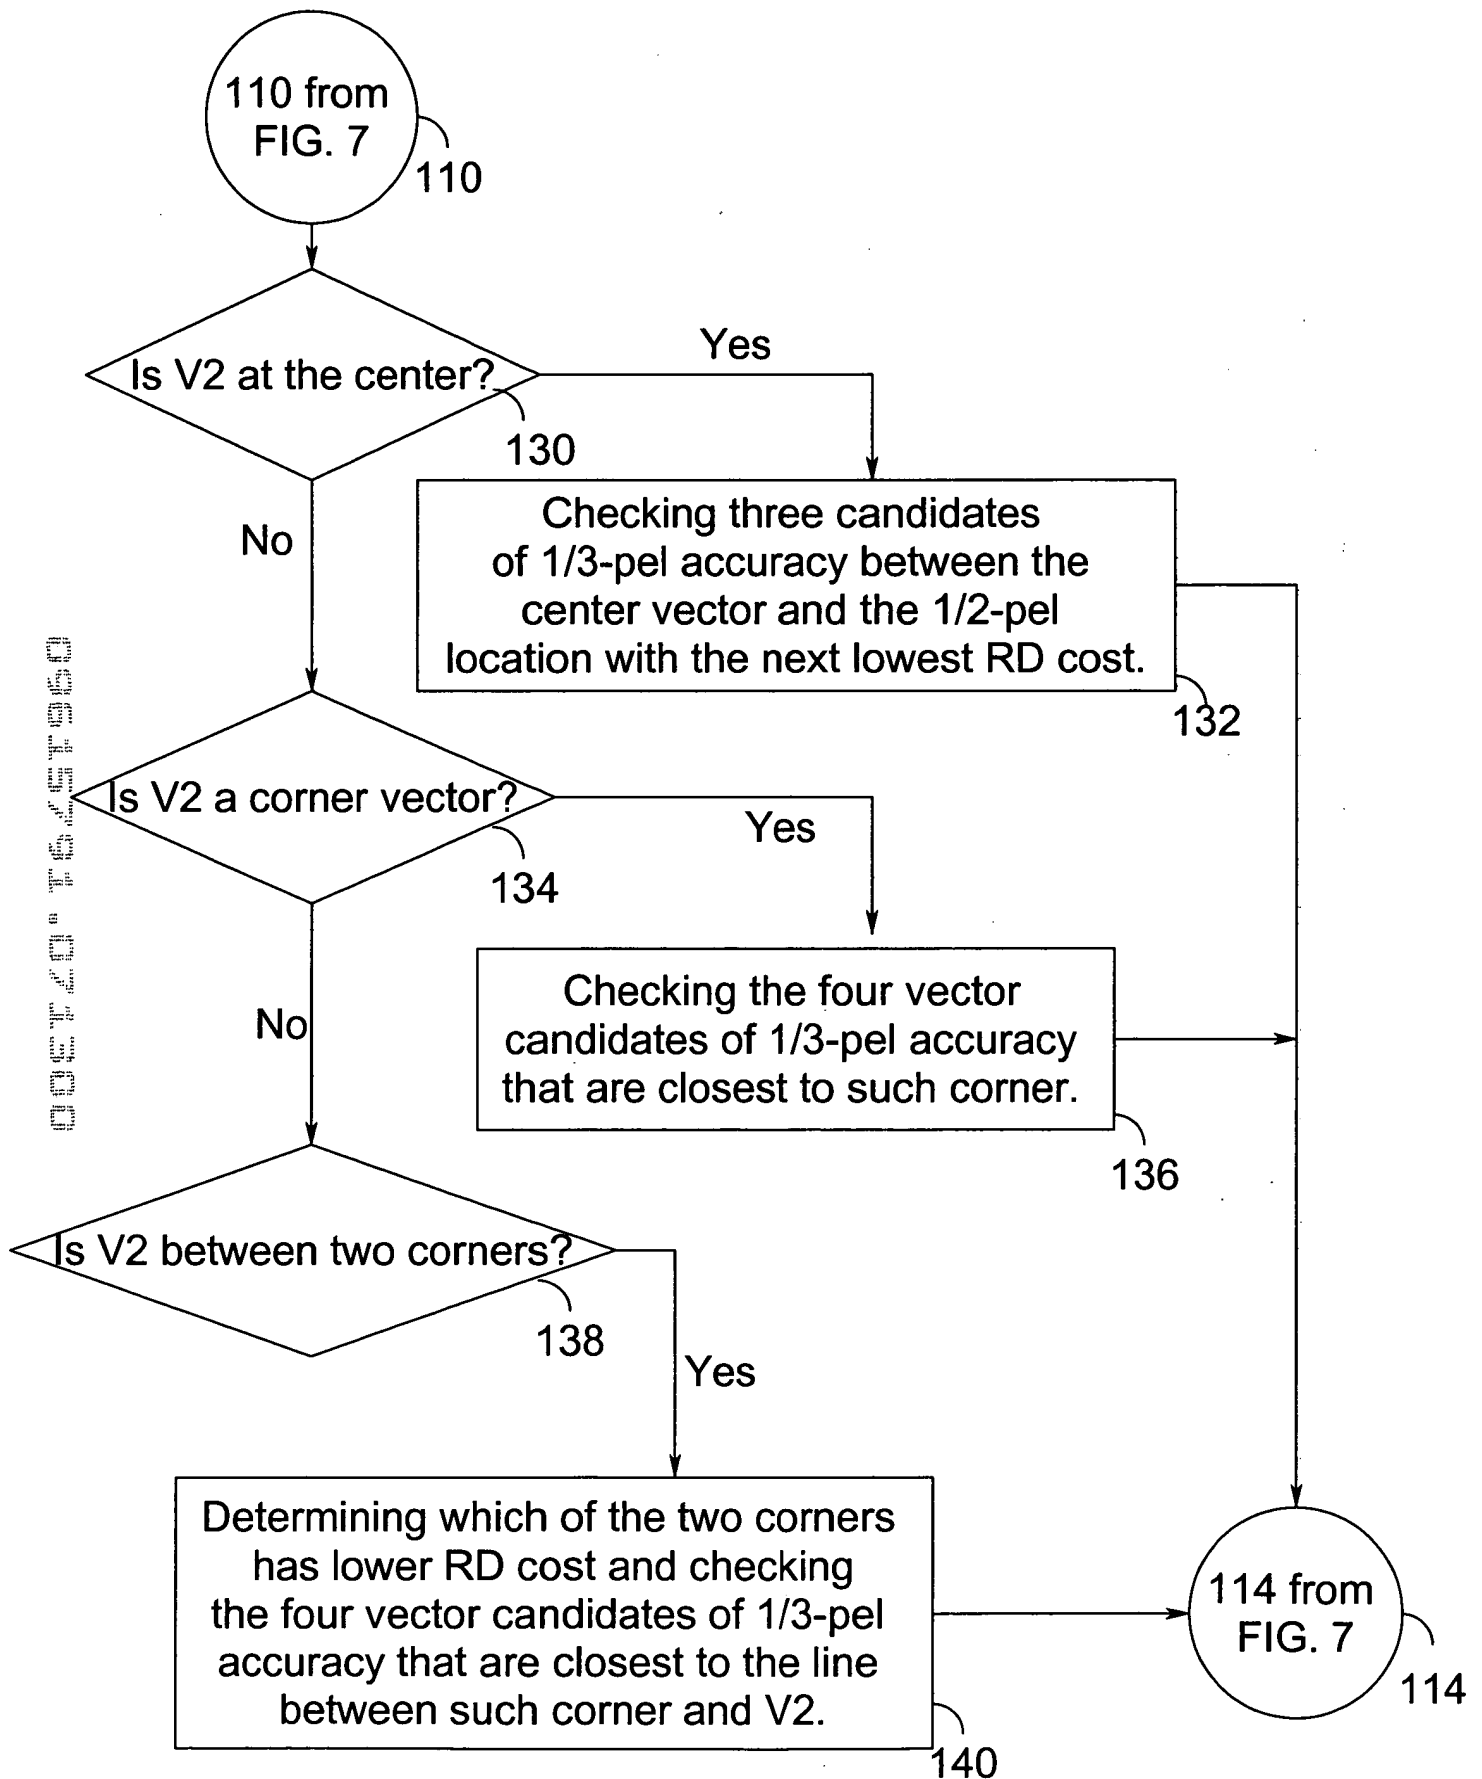 110 from
FIG. 7
110
Is V2 at the center?
Yes
130
No
Checking three candidates
of 1/3-pel accuracy between the
center vector and the 1/2-pel
location with the next lowest RD cost.
132
Is V2 a corner vector?
Yes
134
No
Checking the four vector
candidates of 1/3-pel accuracy
that are closest to such corner.
136
Is V2 between two corners?
138
Yes
Determining which of the two corners
has lower RD cost and checking
the four vector candidates of 1/3-pel
accuracy that are closest to the line
between such corner and V2.
140
114 from
FIG. 7
114